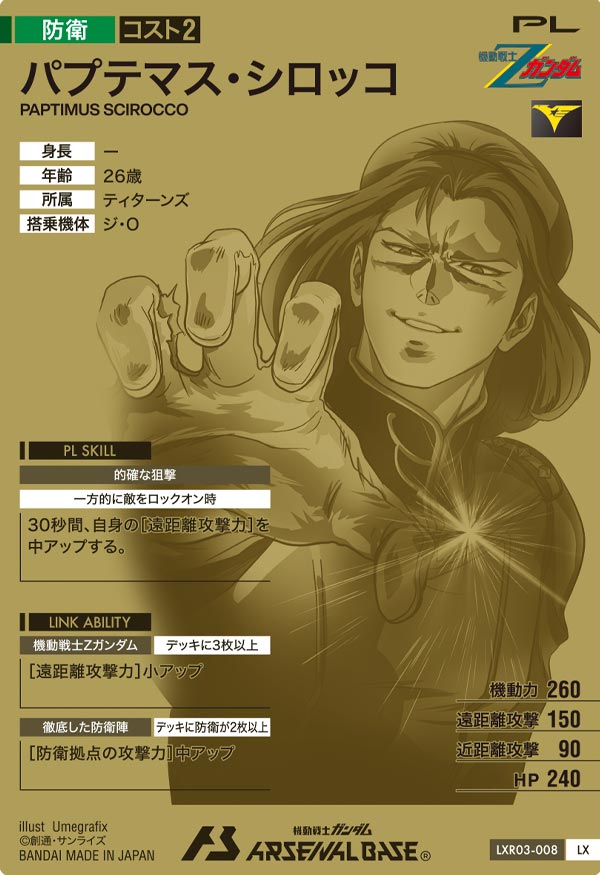 防衛 コスト2
PL
パプテマス・シロッコ
PAPTIMUS SCIROCCO
機動戦士
Zガンダム
身長 ー
年齢 26歳
所属 ティターンズ
搭乗機体 ジ・O
PL SKILL
的確な狙撃
一方的に敵をロックオン時
30秒間、自身の[遠距離攻撃力]を
中アップする。
LINK ABILITY
機動戦士Zガンダム デッキに3枚以上
[遠距離攻撃力]小アップ
徹底した防衛陣 デッキに防衛が2枚以上
[防衛拠点の攻撃力]中アップ
機動力 260
遠距離攻撃 150
近距離攻撃 90
HP 240
illust Umegrafix
©創通・サンライズ
BANDAI MADE IN JAPAN
機動戦士ガンダム
AB ARSENAL BASE®
LXR03-008 LX